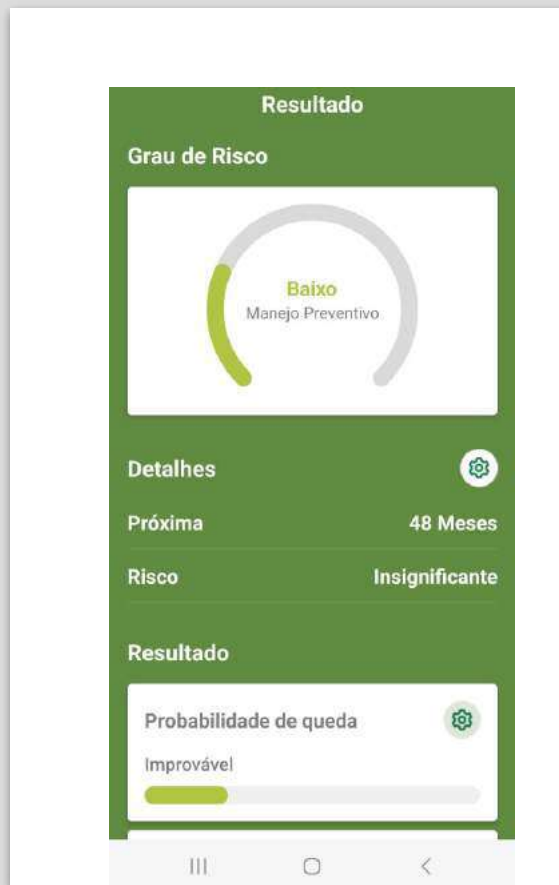 Resultado
Grau de Risco
Baixo
Manejo Preventivo
Detalhes
Próxima 48 Meses
Risco Insignificante
Resultado
Probabilidade de queda
Improvável